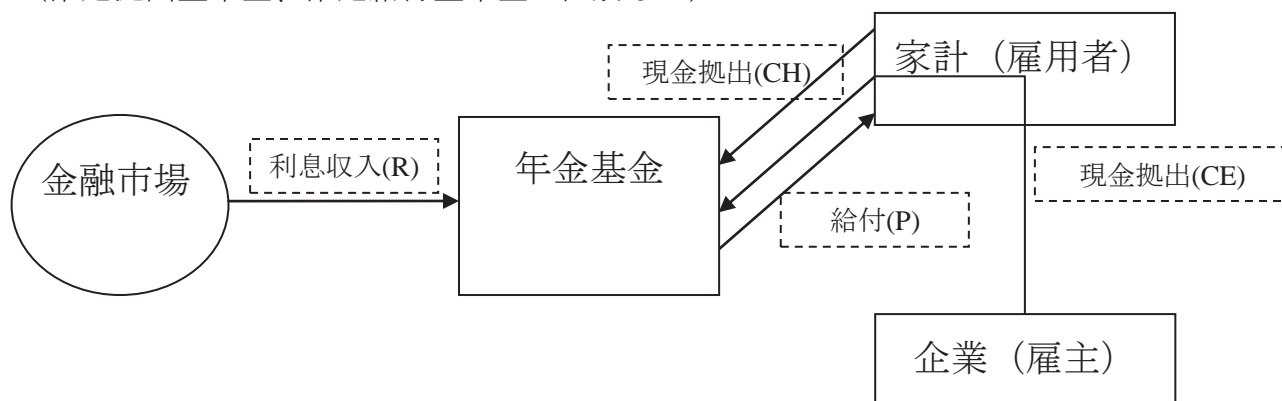 家計（雇用者）
現金拠出(CH)
金融市場
利息収入(R)
年金基金
現金拠出(CE)
給付(P)
企業（雇主）